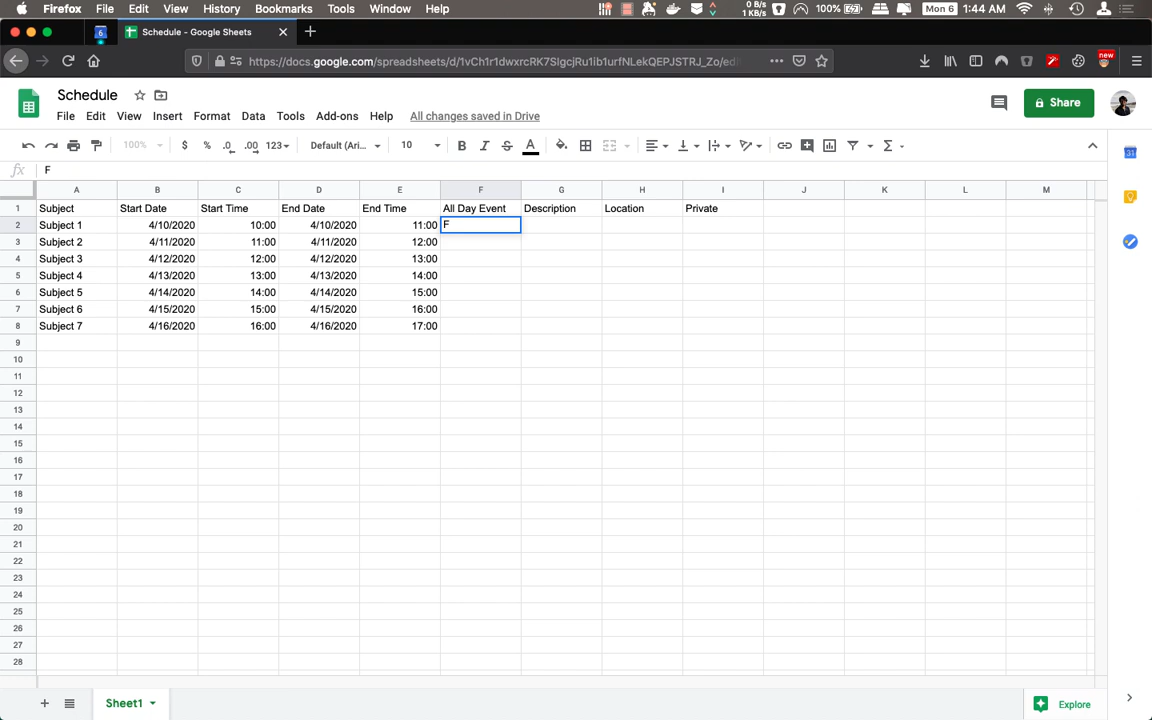 Firefox File Edit View History Bookmarks Tools Window Help 0 B/s 1 KB/s 100% Mon 6 1:44 AM
6 Schedule - Google Sheets
https://docs.google.com/spreadsheets/d/1vCh1r1dwxrcRK7SIgcjRu1ib1urfNLekQEPJSTRJ_Zo/edi new
Schedule
File Edit View Insert Format Data Tools Add-ons Help All changes saved in Drive Share
100% $ % .0 .00 123 Default (Ari... 10 B I S A Σ
31
fx F
A B C D E F G H I J K L M
1 Subject Start Date Start Time End Date End Time All Day Event Description Location Private
2 Subject 1 4/10/2020 10:00 4/10/2020 11:00 F
3 Subject 2 4/11/2020 11:00 4/11/2020 12:00
4 Subject 3 4/12/2020 12:00 4/12/2020 13:00
5 Subject 4 4/13/2020 13:00 4/13/2020 14:00
6 Subject 5 4/14/2020 14:00 4/14/2020 15:00
7 Subject 6 4/15/2020 15:00 4/15/2020 16:00
8 Subject 7 4/16/2020 16:00 4/16/2020 17:00
9
10
11
12
13
14
15
16
17
18
19
20
21
22
23
24
25
26
27
28
Sheet1 Explore